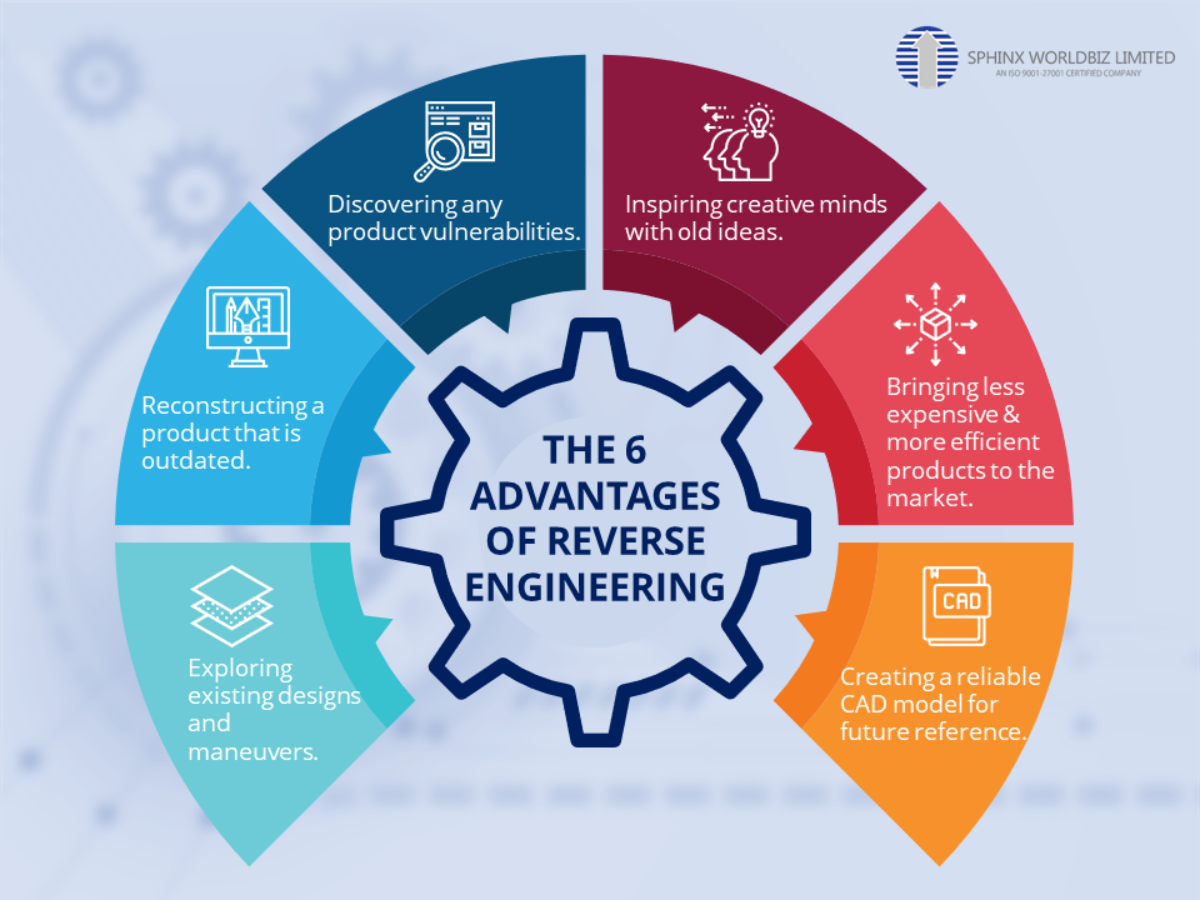 SPHINX WORLDBIZ LIMITED
AN ISO 9001-27001 CERTIFIED COMPANY
Discovering any
product vulnerabilities.
Inspiring creative minds
with old ideas.
Reconstructing a
product that is
outdated.
Bringing less
expensive &
more efficient
products to the
market.
THE 6
ADVANTAGES
OF REVERSE
ENGINEERING
Exploring
existing designs
and
maneuvers.
CAD
Creating a reliable
CAD model for
future reference.